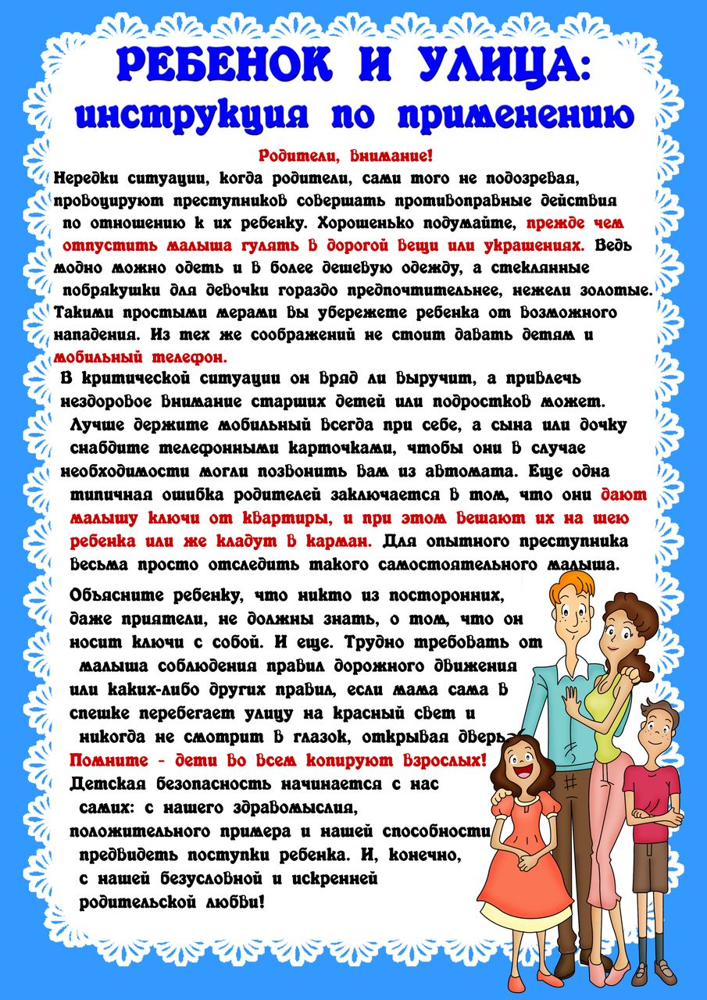 РЕБЕНОК И УЛИЦА:
инструкция по применению
Родители, внимание!
Нередки ситуации, когда родители, сами того не подозревая,
провоцируют преступников совершать противоправные действия
по отношению к их ребенку. Хорошенько подумайте, прежде чем
отпустить малыша гулять в дорогой вещи или украшениях. Ведь
модно можно одеть и в более дешевую одежду, а стеклянные
побрякушки для девочки гораздо предпочтительнее, нежели золотые.
Такими простыми мерами вы убережете ребенка от возможного
нападения. Из тех же соображений не стоит давать детям и
мобильный телефон.
В критической ситуации он вряд ли выручит, а привлечь
нездоровое внимание старших детей или подростков может.
Лучше держите мобильный всегда при себе, а сына или дочку
снабдите телефонными карточками, чтобы они в случае
необходимости могли позвонить вам из автомата. Еще одна
типичная ошибка родителей заключается в том, что они дают
малышу ключи от квартиры, и при этом вешают их на шею
ребенка или же кладут в карман. Для опытного преступника
весьма просто отследить такого самостоятельного малыша.
Обьясните ребенку, что никто из посторонних,
даже приятели, не должны знать, о том, что он
носит ключи с собой. И еще. Трудно требовать от
малыша соблюдения правил дорожного движения
или каких-либо других правил, если мама сама в
спешке перебегает улицу на красный свет и
никогда не смотрит в глазок, открывая дверь.
Помните - дети во всем копируют взрослых!
Детская безопасность начинается с нас
самих: с нашего здравомыслия,
положительного примера и нашей способности
предвидеть поступки ребенка. И, конечно,
с нашей безусловной и искренней
родительской любви!